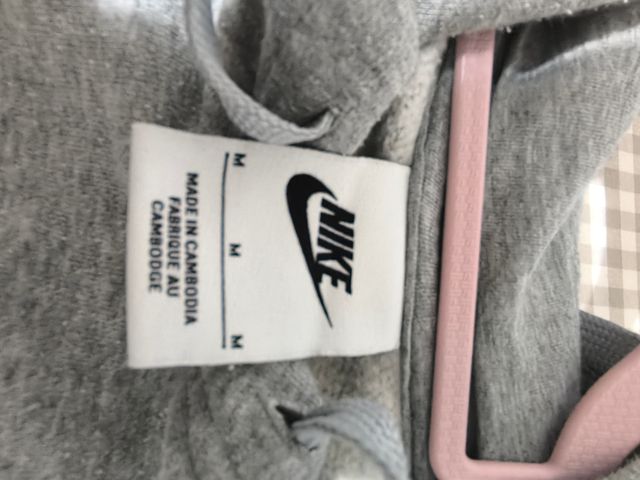 NIKE
M M M
MADE IN CAMBODIA
FABRIQUE AU
CAMBODGE